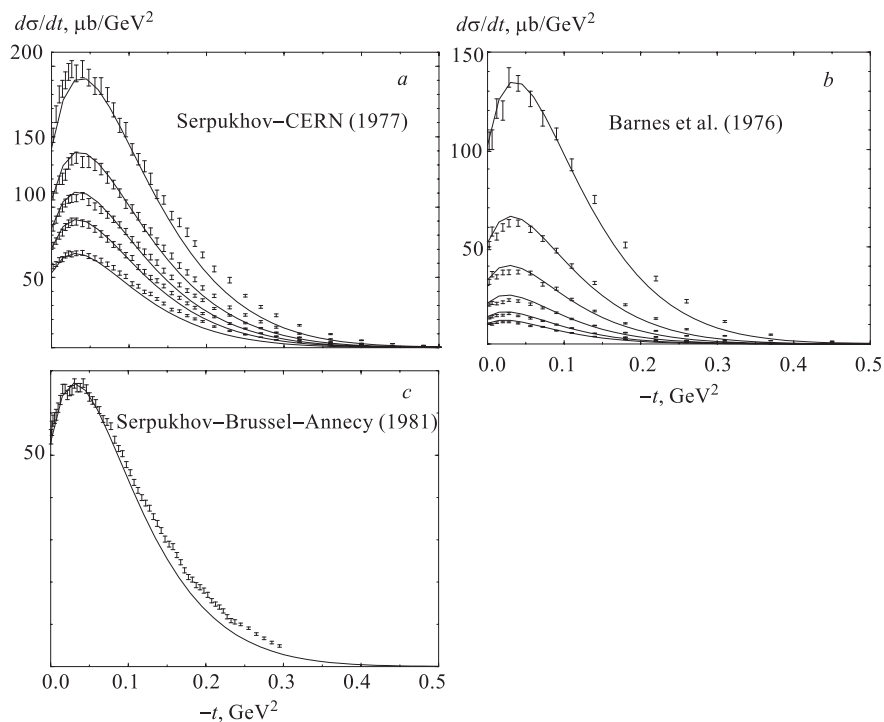 dσ/dt, μb/GeV²
200
150
100
50
a
Serpukhov–CERN (1977)
dσ/dt, μb/GeV²
150
100
50
0.0
0.1
0.2
0.3
0.4
0.5
b
Barnes et al. (1976)
–t, GeV²
50
0.0
0.1
0.2
0.3
0.4
0.5
c
Serpukhov–Brussel–Annecy (1981)
–t, GeV²